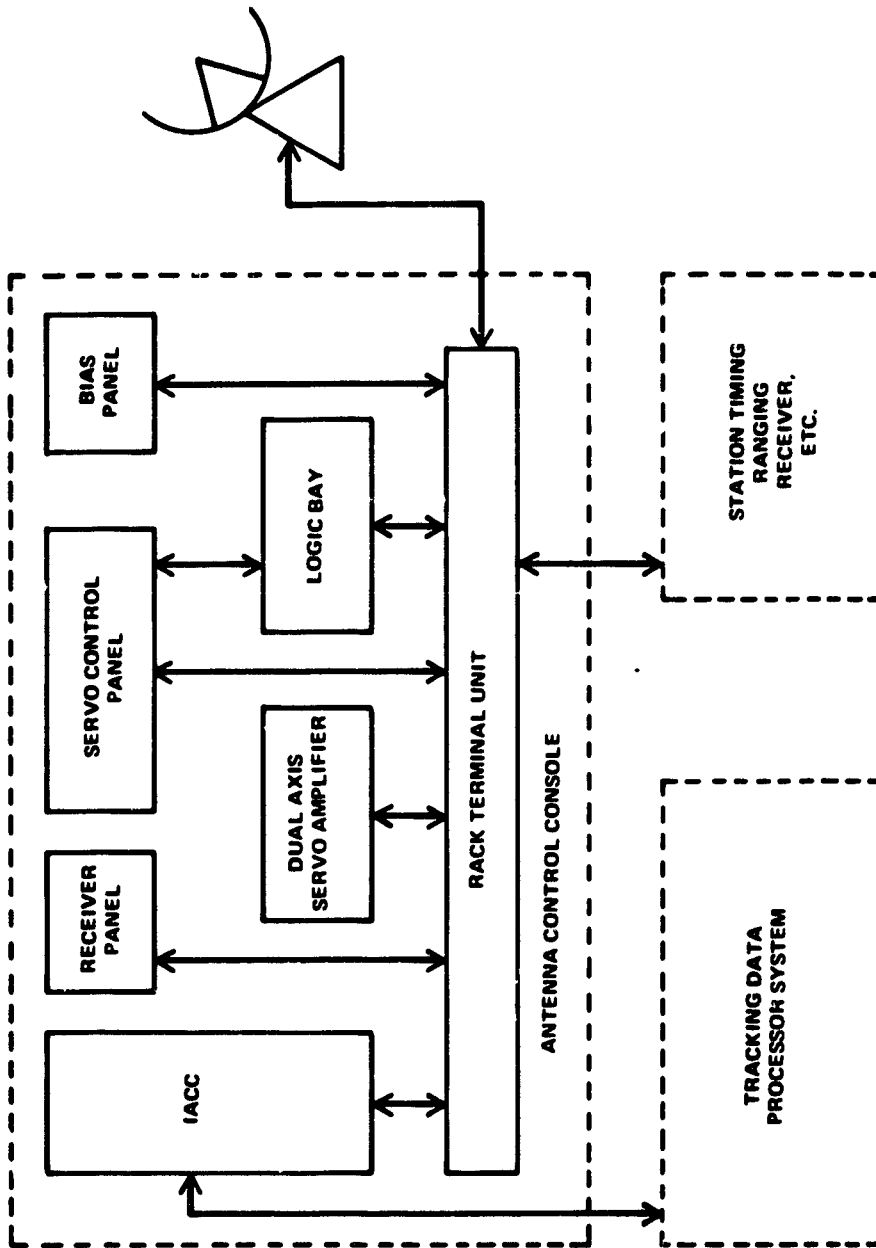 IACC
RECEIVER
PANEL
SERVO CONTROL
PANEL
BIAS
PANEL
DUAL AXIS
SERVO AMPLIFIER
LOGIC BAY
RACK TERMINAL UNIT
ANTENNA CONTROL CONSOLE
TRACKING DATA
PROCESSOR SYSTEM
STATION TIMING
RANGING
RECEIVER,
ETC.